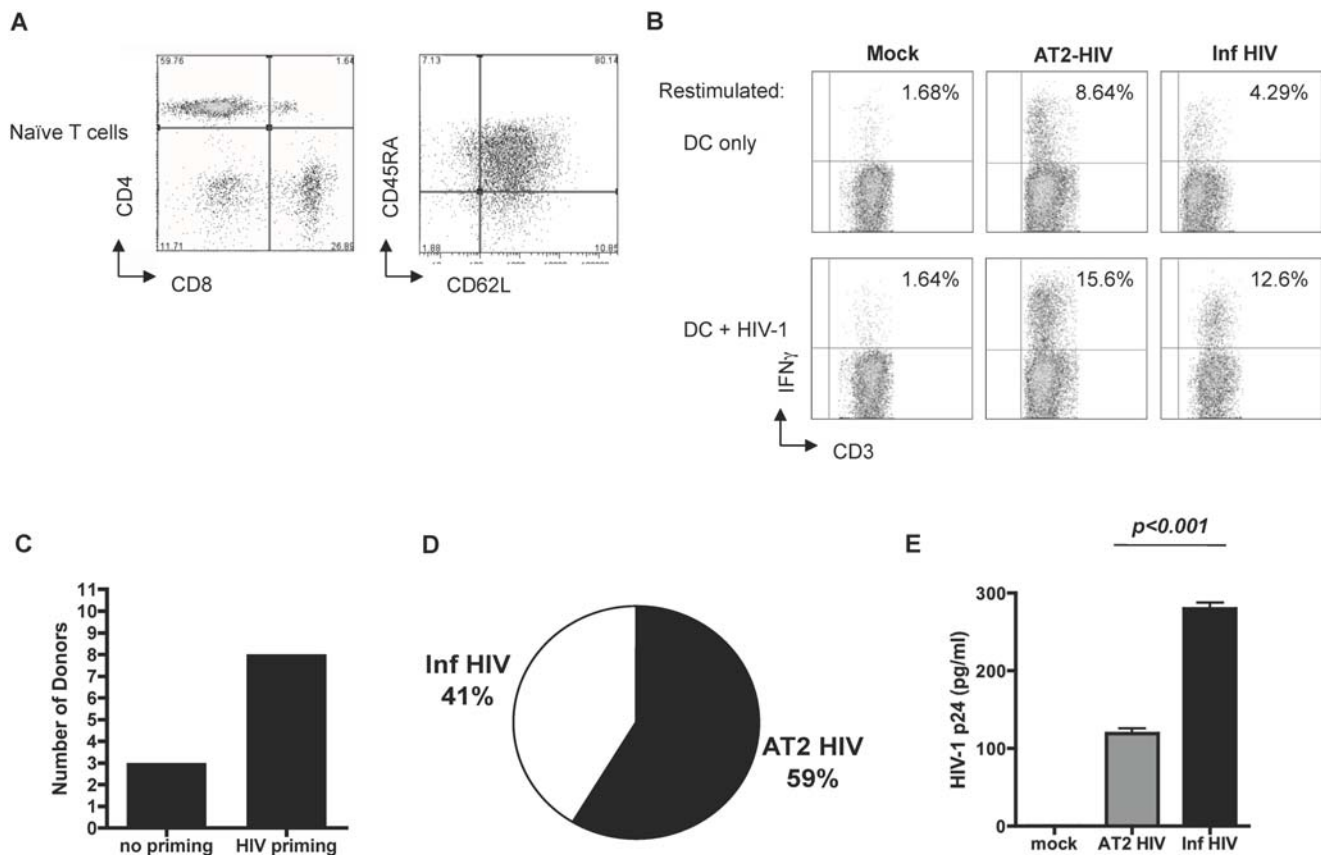 A
59.76 1.64
Naïve T cells
CD4
11.71 26.89
CD8
7.13 80.14
CD45RA
1.88 10.85
CD62L
B
Mock AT2-HIV Inf HIV
Restimulated:
DC only
1.68% 8.64% 4.29%
DC + HIV-1
1.64% 15.6% 12.6%
IFNγ
CD3
C
Number of Donors
11
10
9
8
7
6
5
4
3
2
1
0
no priming HIV priming
D
Inf HIV
41%
AT2 HIV
59%
E
p<0.001
HIV-1 p24 (pg/ml)
300
200
100
0
mock AT2 HIV Inf HIV